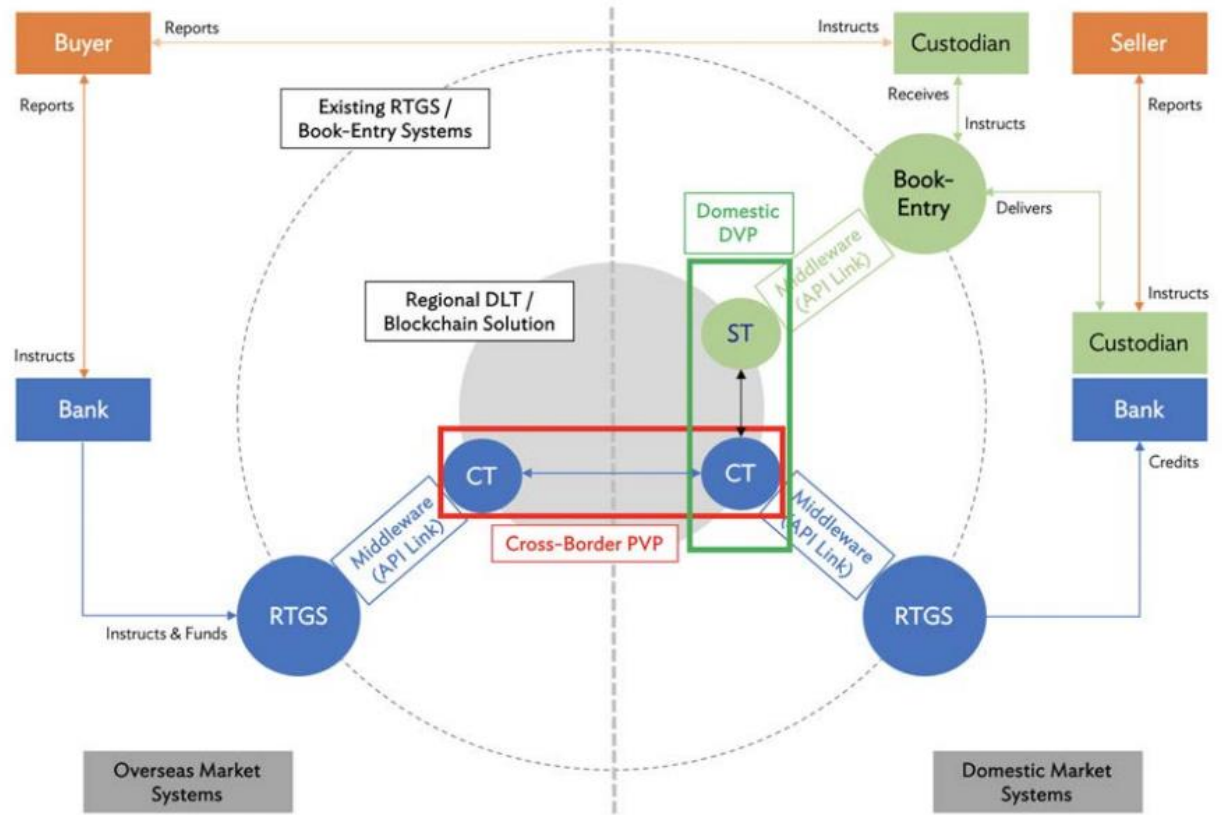 Buyer
Reports
Instructs
Custodian
Seller
Reports
Existing RTGS /
Book-Entry Systems
Receives
Instructs
Reports
Book-
Entry
Delivers
Domestic
DVP
Middleware
(API Link)
Regional DLT /
Blockchain Solution
ST
Instructs
Custodian
Instructs
Bank
Bank
CT
CT
Credits
Middleware
(API Link)
Middleware
(API Link)
Cross-Border PVP
RTGS
RTGS
Instructs & Funds
Overseas Market
Systems
Domestic Market
Systems